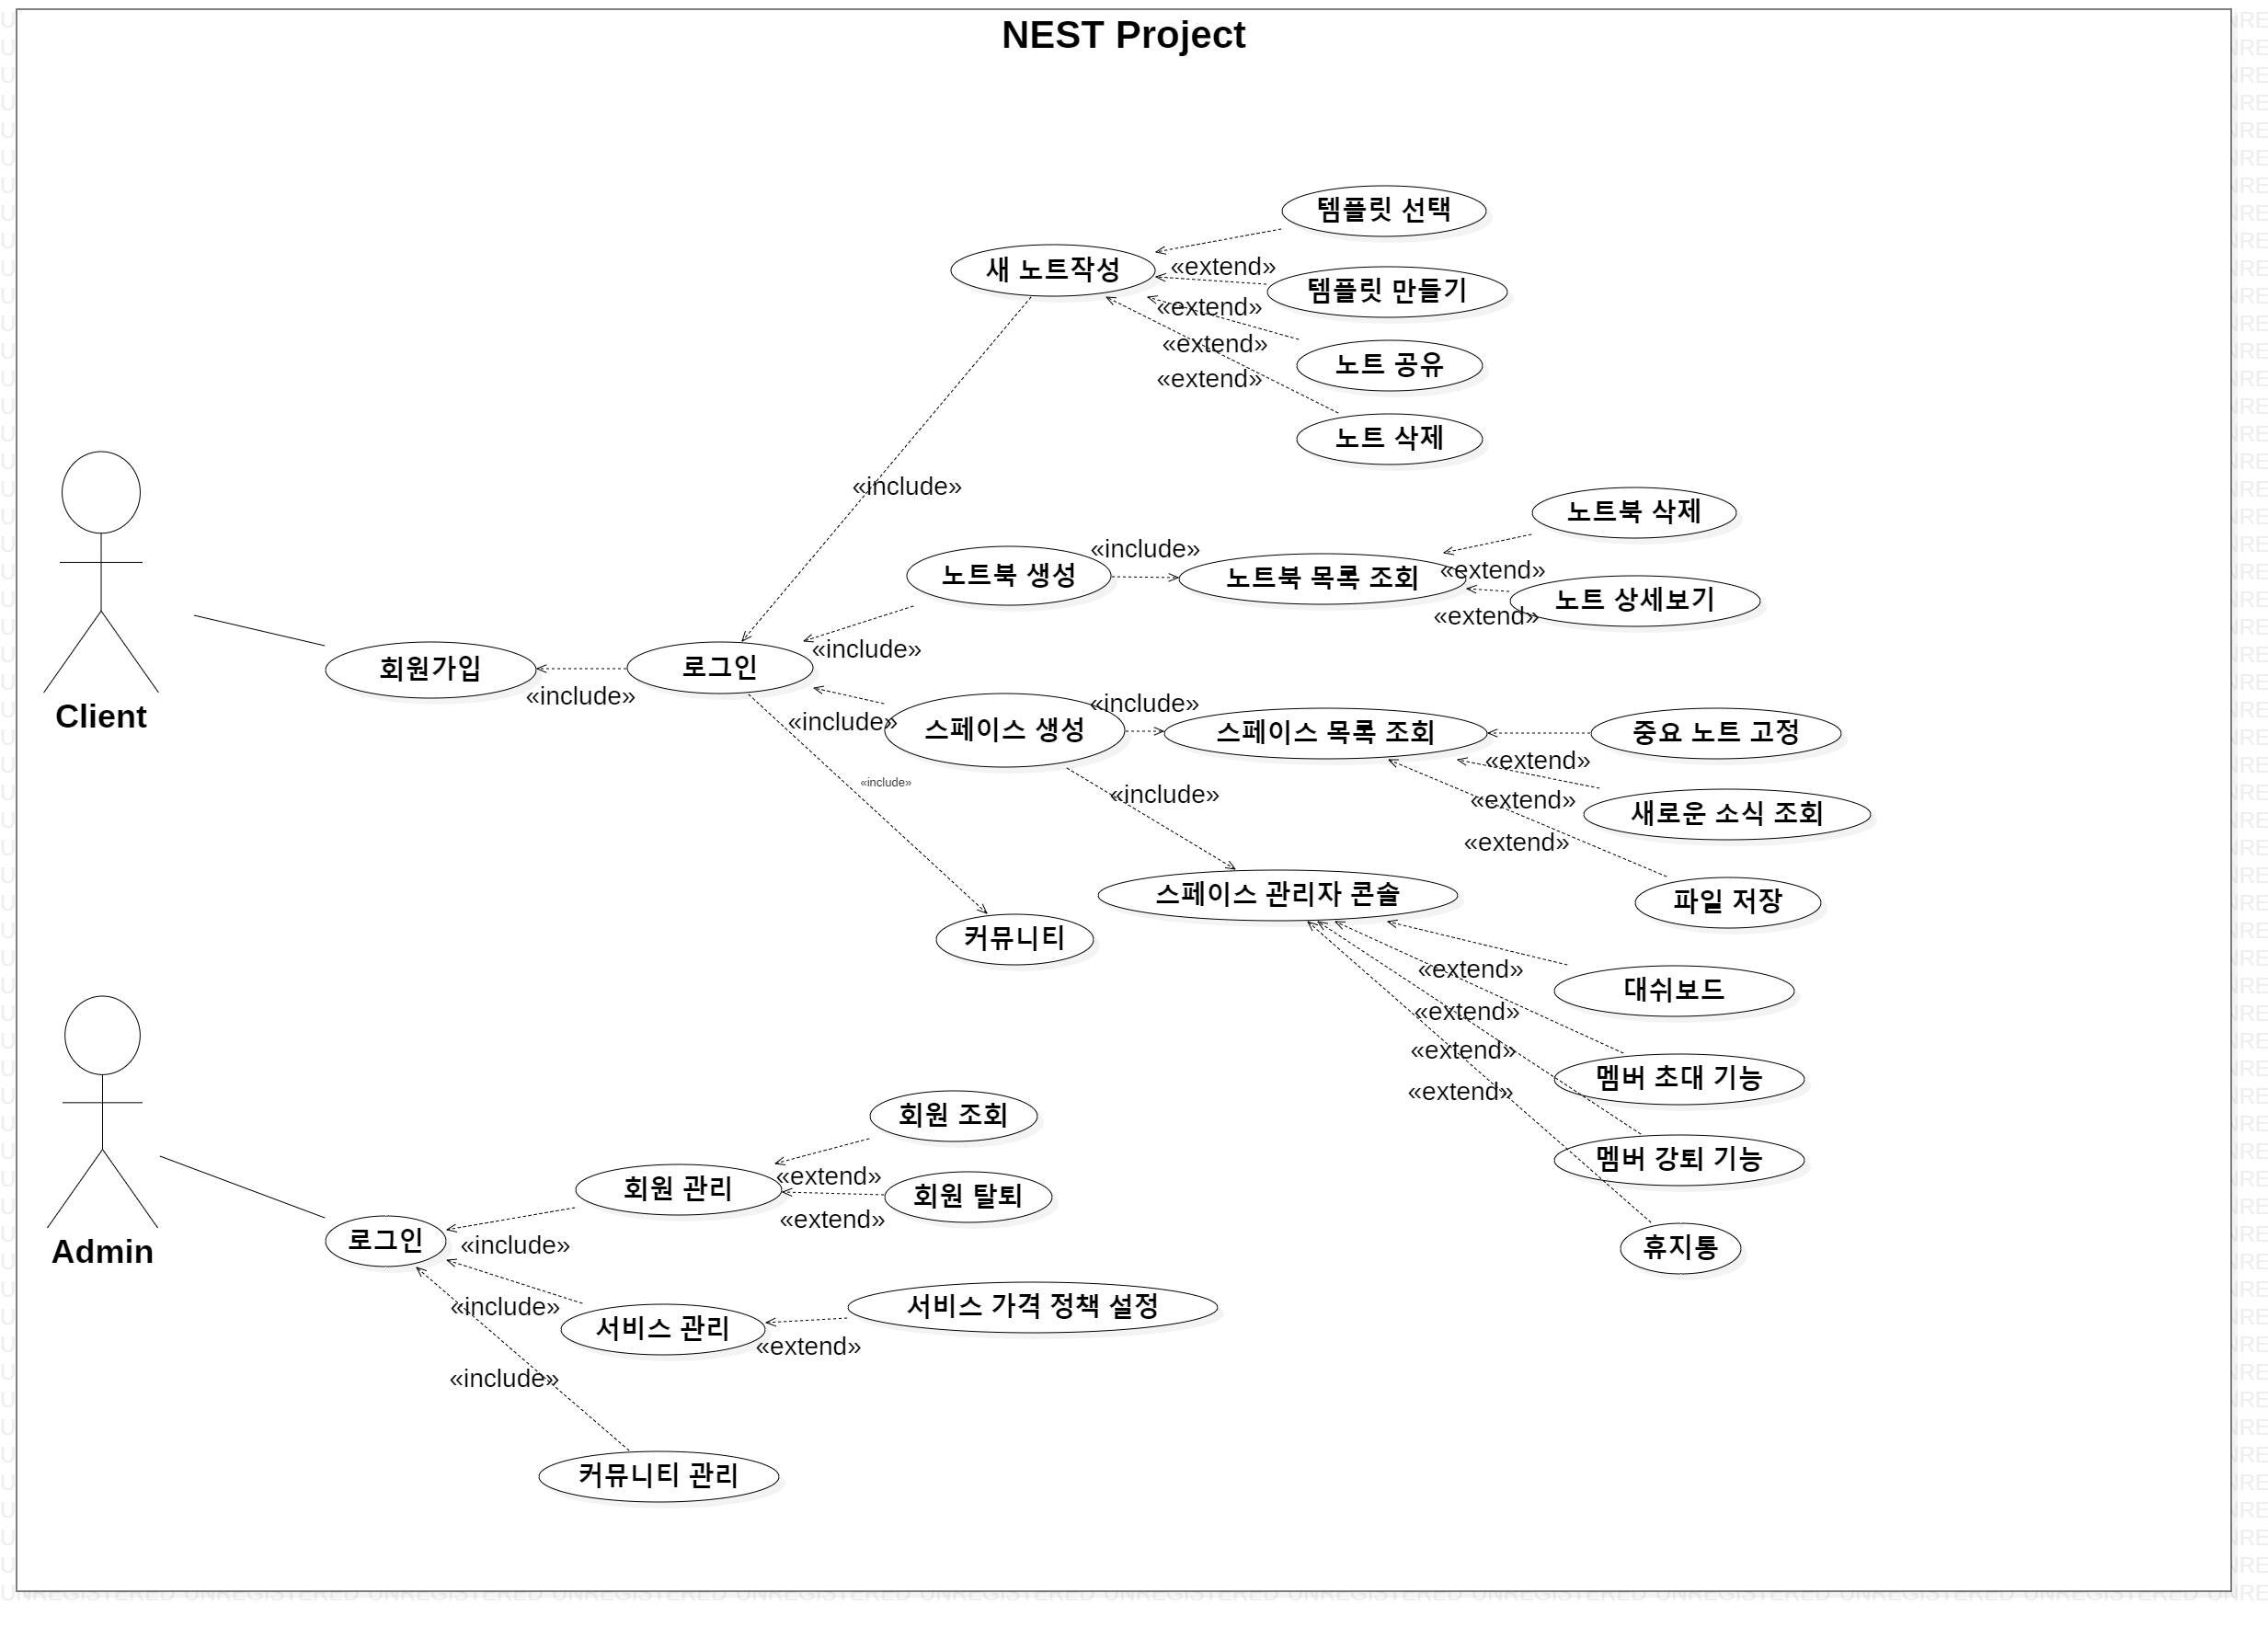 NEST Project
템플릿 선택
새 노트작성
«extend»
템플릿 만들기
«extend»
«extend»
노트 공유
«extend»
노트 삭제
«include»
노트북 삭제
«include»
노트북 생성
노트북 목록 조회
«extend»
노트 상세보기
«extend»
«include»
회원가입
로그인
«include»
Client
«include»
스페이스 생성
«include»
스페이스 목록 조회
중요 노트 고정
«extend»
«include»
«include»
«extend»
새로운 소식 조회
«extend»
스페이스 관리자 콘솔
파일 저장
커뮤니티
«extend»
대쉬보드
«extend»
«extend»
멤버 초대 기능
«extend»
멤버 강퇴 기능
휴지통
회원 조회
«extend»
회원 관리
회원 탈퇴
«extend»
로그인
«include»
Admin
«include»
서비스 가격 정책 설정
서비스 관리
«extend»
«include»
커뮤니티 관리
UNREGISTERED UNREGISTERED UNREGISTERED UNREGISTERED UNREGISTERED UNREGISTERED UNREGISTERED UNREGISTERED UNREGISTERED UNREGISTERED UNREGISTERED UNREGISTERED UNRE